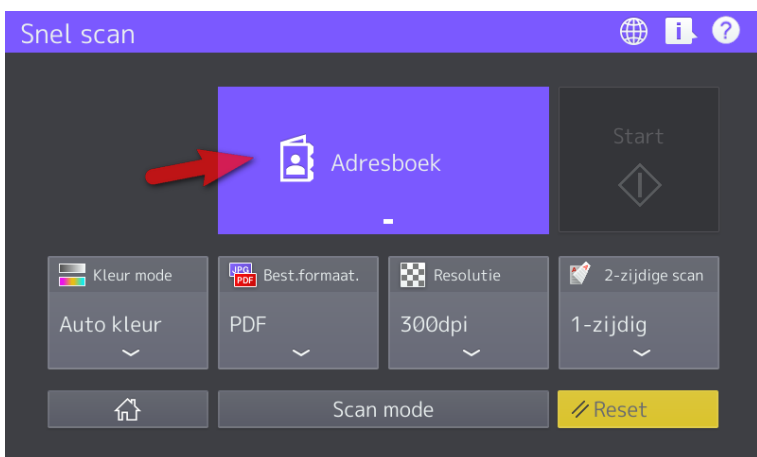 Snel scan
i
?
Adresboek
Start
Kleur mode
Auto kleur
JPG
PDF
Best.formaat.
PDF
Resolutie
300dpi
2-zijdige scan
1-zijdig
Scan mode
Reset